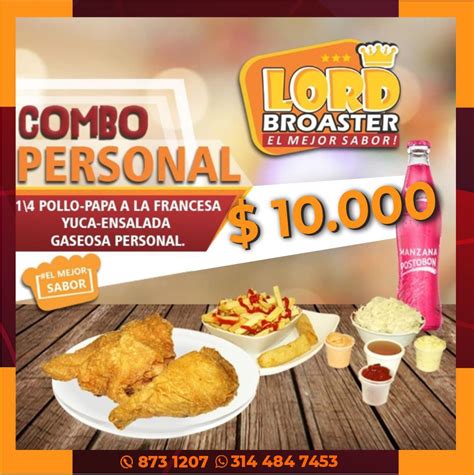 LORD
BROASTER
EL MEJOR SABOR!
COMBO
PERSONAL
1\4 POLLO-PAPA A LA FRANCESA
YUCA-ENSALADA
GASEOSA PERSONAL.
$ 10.000
#EL MEJOR
SABOR
MANZANA
POSTOBON
873 1207 314 484 7453